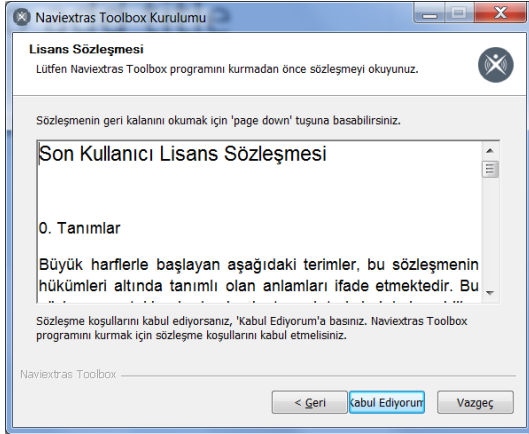 Naviextras Toolbox Kurulumu
Lisans Sözleşmesi
Lütfen Naviextras Toolbox programını kurmadan önce sözleşmeyi okuyunuz.
Sözleşmenin geri kalanını okumak için 'page down' tuşuna basabilirsiniz.
Son Kullanıcı Lisans Sözleşmesi
0. Tanımlar
Büyük harflerle başlayan aşağıdaki terimler, bu sözleşmenin
hükümleri altında tanımlı olan anlamları ifade etmektedir. Bu
Sözleşme koşullarını kabul ediyorsanız, 'Kabul Ediyorum'a basınız. Naviextras Toolbox
programını kurmak için sözleşme koşullarını kabul etmelisiniz.
Naviextras Toolbox
< Geri Kabul Ediyorum Vazgeç